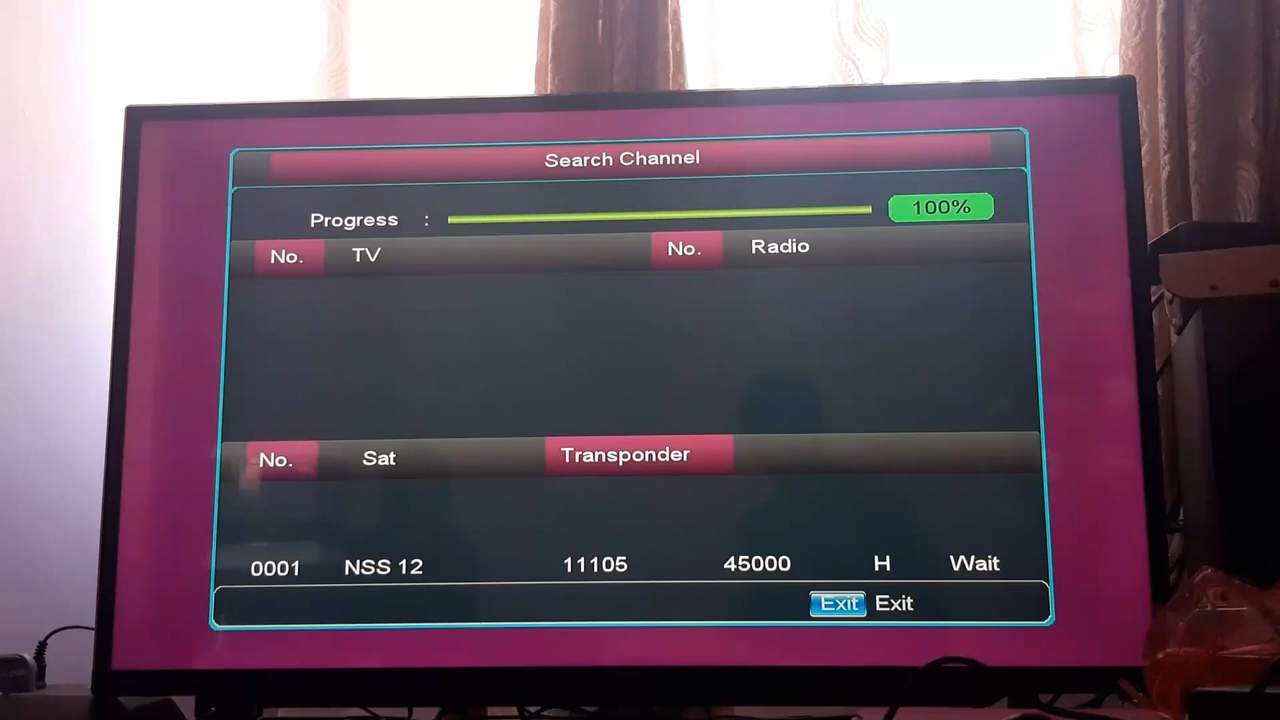 Search Channel
Progress : 100%
No. TV No. Radio
No. Sat Transponder
0001 NSS 12 11105 45000 H Wait
Exit Exit